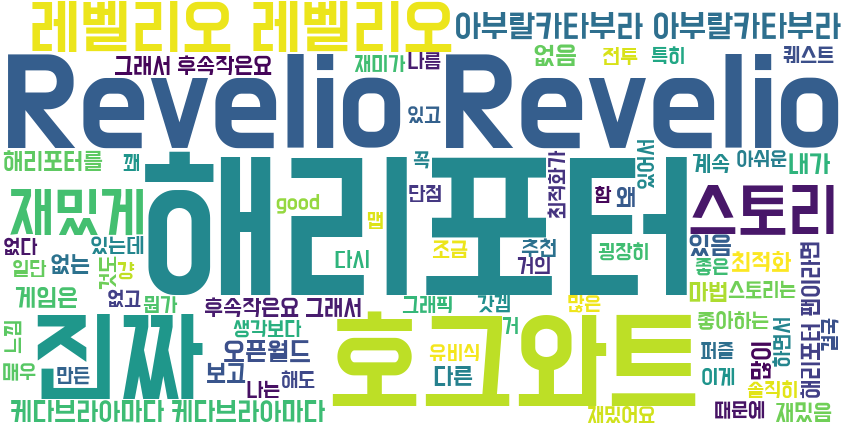 레벨리오 레벨리오
아부랄카타부라 아부랄카타부라
그래서 후속작은요
재미가
나름
없음
전투
특히
퀘스트
Revelio Revelio
있고
해리포터를
꽤
꼭
단점
최적화가
함
왜
있어서
계속
아쉬운
내가
재밌게
good
맵
해리포터
스토리
없다
있는데
일단
없는
것도
걍
다시
조금
추천
거의
굉장히
있음
좋은
최적화
팬이라면
게임은
없고
뭔가
후속작은요 그래서
그래픽
갓겜
많은
마법
스토리는
해리포터
진짜
호그와트
느낌
생각보다
좋아하는
하면서
결국
매우
만든
오픈월드
보고
유비식
거
다른
퍼즐
많이
나는
해도
이게
솔직히
케다브라아마다 케다브라아마다
재밌어요
때문에
재밌음